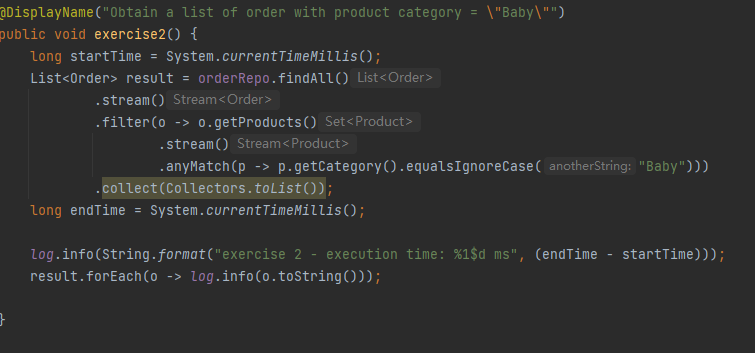 @DisplayName("Obtain a list of order with product category = \"Baby\"")
public void exercise2() {
    long startTime = System.currentTimeMillis();
    List<Order> result = orderRepo.findAll() List<Order>
            .stream() Stream<Order>
            .filter(o -> o.getProducts() Set<Product>
                    .stream() Stream<Product>
                    .anyMatch(p -> p.getCategory().equalsIgnoreCase( anotherString: "Baby")))
            .collect(Collectors.toList());
    long endTime = System.currentTimeMillis();
    log.info(String.format("exercise 2 - execution time: %1$d ms", (endTime - startTime)));
    result.forEach(o -> log.info(o.toString()));
}